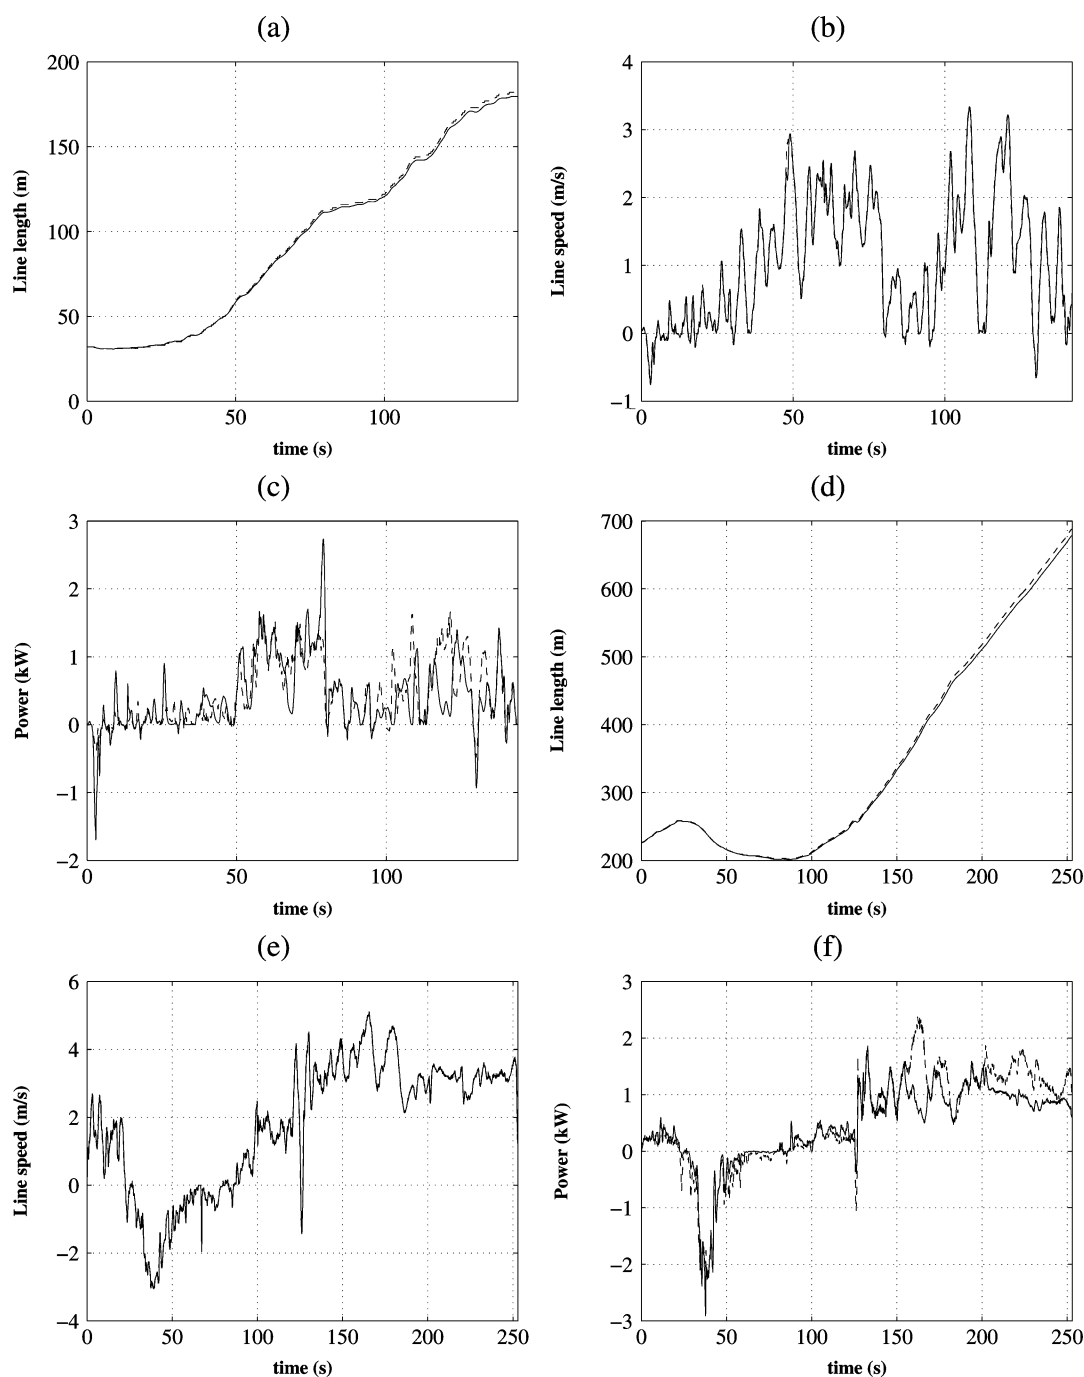 (a)
200
150
100
50
0
Line length (m)
0 50 100
time (s)
(b)
4
3
2
1
0
−1
Line speed (m/s)
0 50 100
time (s)
(c)
3
2
1
0
−1
−2
Power (kW)
0 50 100
time (s)
(d)
700
600
500
400
300
200
Line length (m)
0 50 100 150 200 250
time (s)
(e)
6
4
2
0
−2
−4
Line speed (m/s)
0 50 100 150 200 250
time (s)
(f)
3
2
1
0
−1
−2
−3
Power (kW)
0 50 100 150 200 250
time (s)